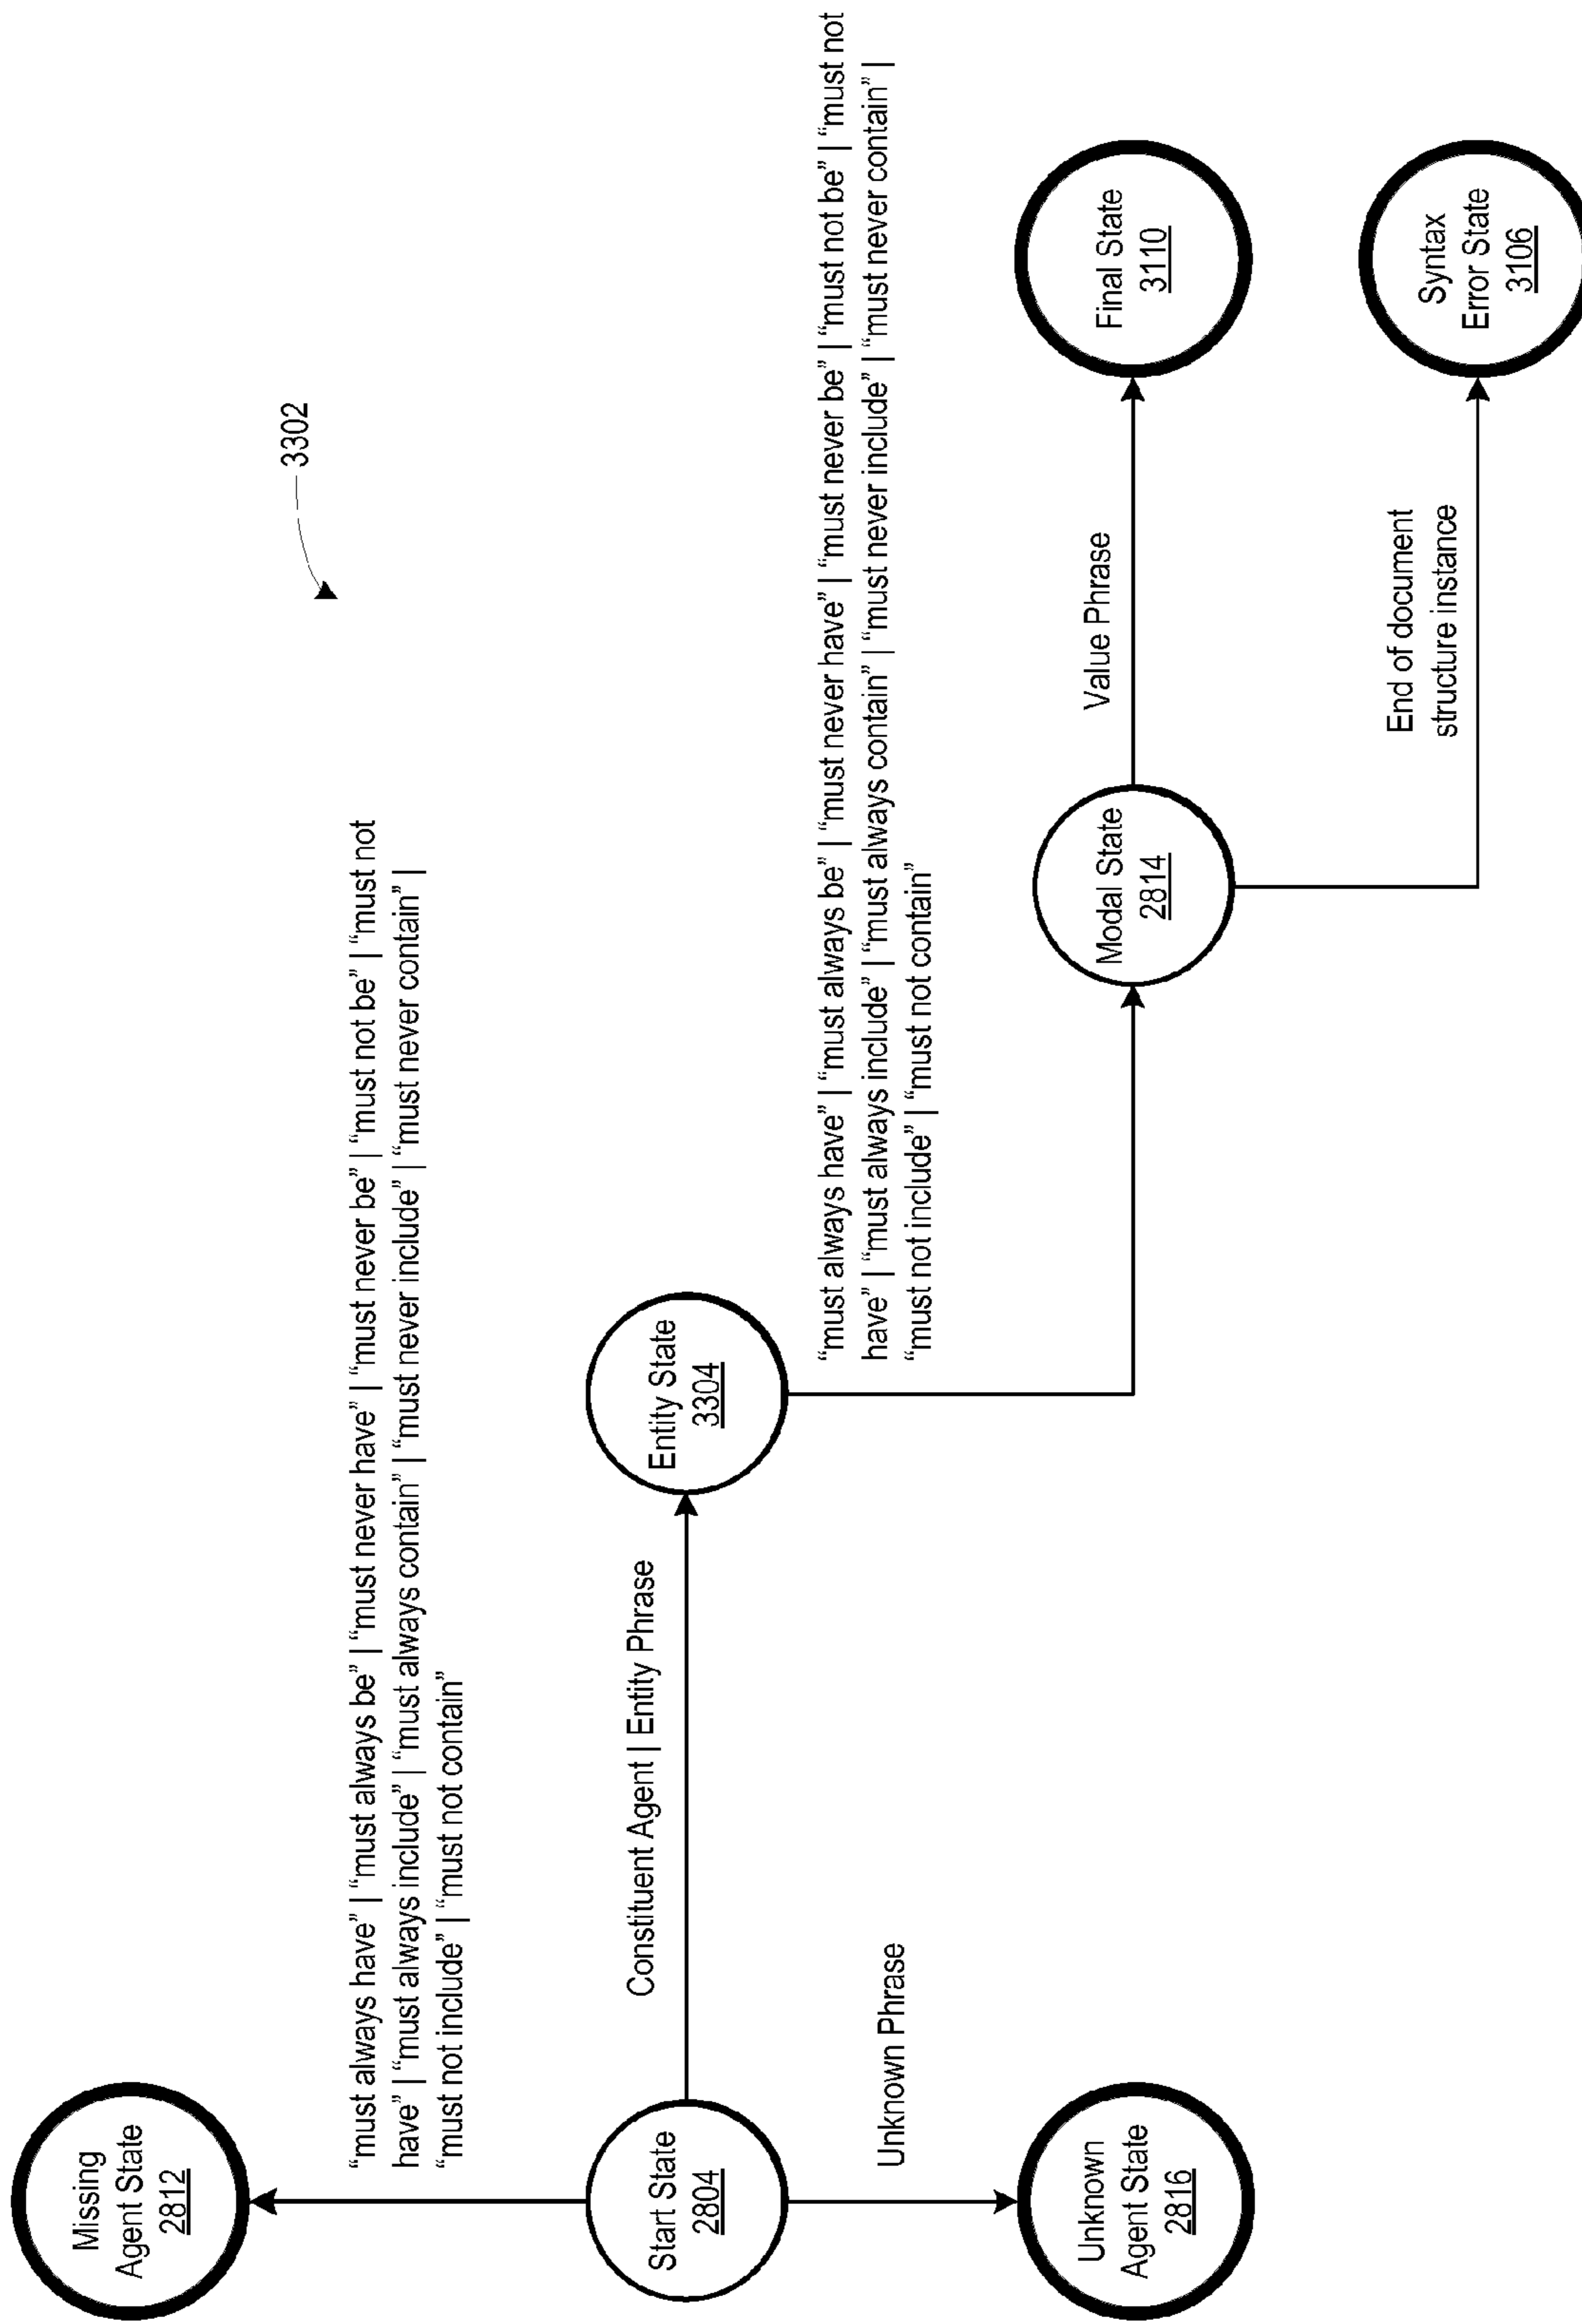 3302
Missing
Agent State
2812
“must always have” | “must always be” | “must never have” | “must never be” | “must not be” | “must not
have” | “must always include” | “must always contain” | “must never include” | “must never contain” |
“must not include” | “must not contain”
Start State
2804
Constituent Agent | Entity Phrase
Entity State
3304
Unknown Phrase
Unknown
Agent State
2816
“must always have” | “must always be” | “must never have” | “must never be” | “must not be” | “must not
have” | “must always include” | “must always contain” | “must never include” | “must never contain” |
“must not include” | “must not contain”
Modal State
2814
Value Phrase
Final State
3110
End of document
structure instance
Syntax
Error State
3106